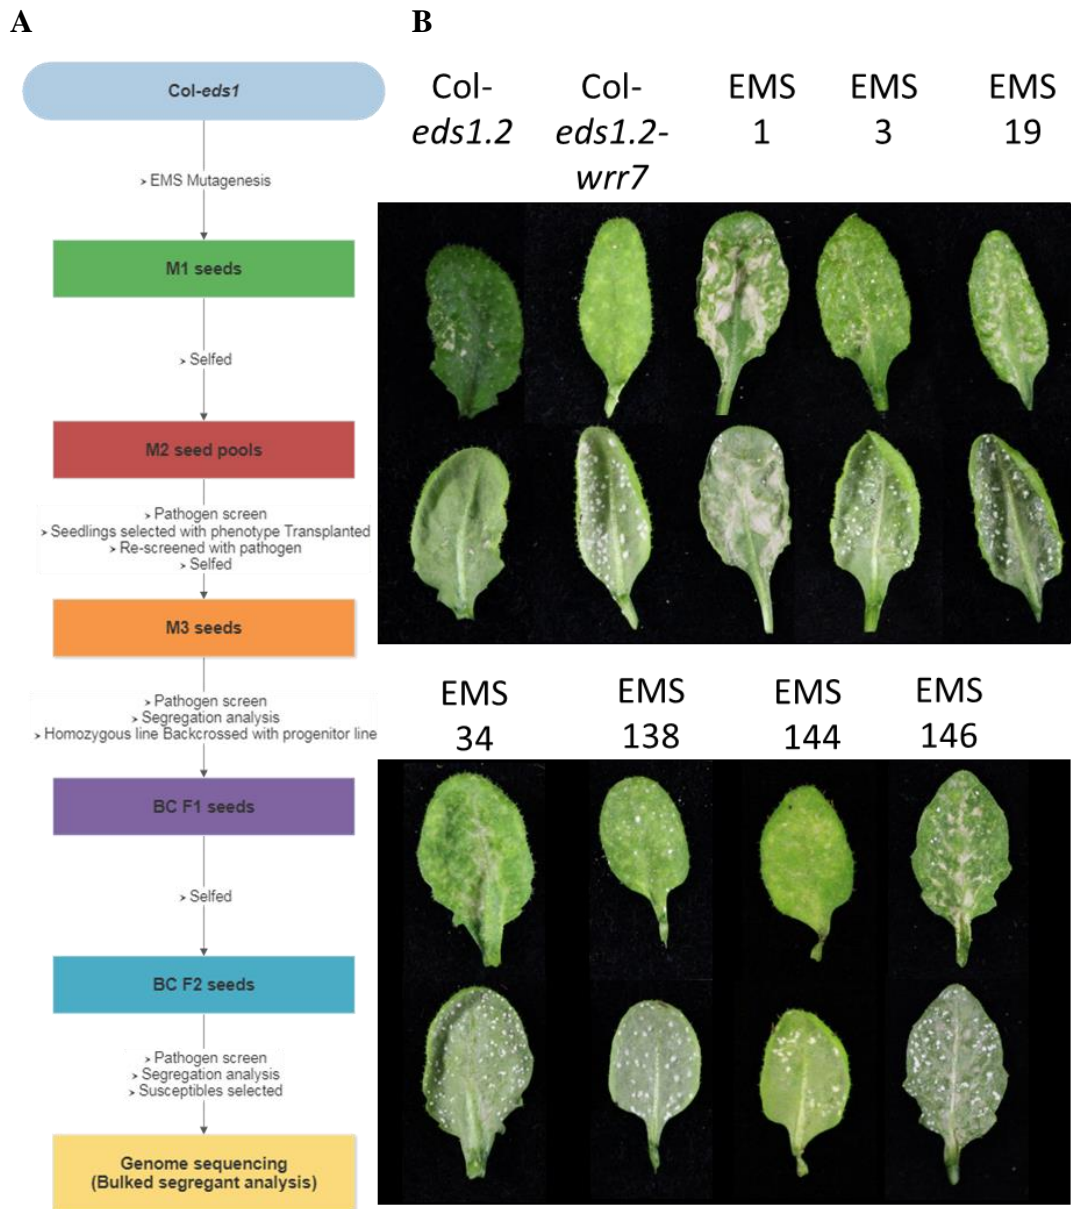 A
Col-eds1
➤ EMS Mutagenesis
M1 seeds
➤ Selfed
M2 seed pools
➤ Pathogen screen
➤ Seedlings selected with phenotype Transplanted
➤ Re-screened with pathogen
➤ Selfed
M3 seeds
➤ Pathogen screen
➤ Segregation analysis
➤ Homozygous line Backcrossed with progenitor line
BC F1 seeds
➤ Selfed
BC F2 seeds
➤ Pathogen screen
➤ Segregation analysis
➤ Susceptibles selected
Genome sequencing
(Bulked segregant analysis)
B
Col-
eds1.2
Col-
eds1.2-
wrr7
EMS
1
EMS
3
EMS
19
EMS
34
EMS
138
EMS
144
EMS
146